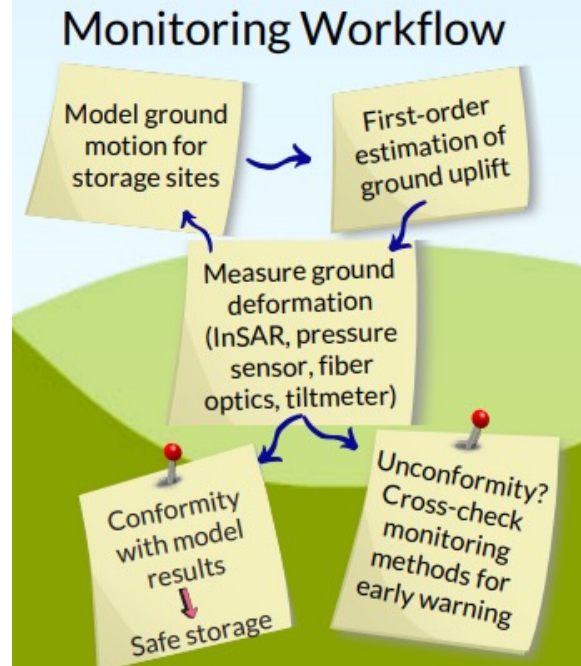 Monitoring Workflow
Model ground
motion for
storage sites
First-order
estimation of
ground uplift
Measure ground
deformation
(InSAR, pressure
sensor, fiber
optics, tiltmeter)
Conformity
with model
results
Safe storage
Unconformity?
Cross-check
monitoring
methods for
early warning